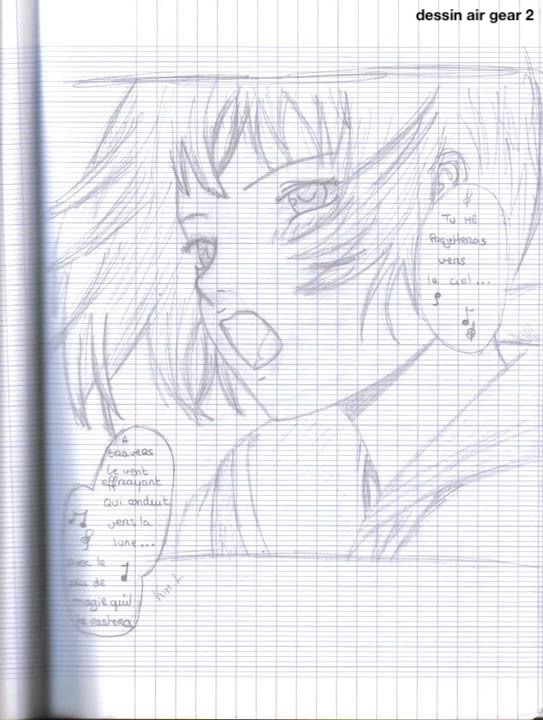 dessin air gear 2
TU ME
vers
le ciel...
A
travers
le vent
effrayant
qui conduit
vers la
lune...
avec le
peu de
magie qu'il
me restera